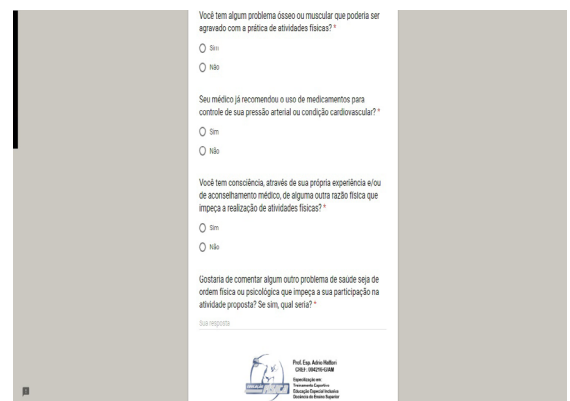 Você tem algum problema ósseo ou muscular que poderia ser
agravado com a prática de atividades físicas? *
Sim
Não
Seu médico já recomendou o uso de medicamentos para
controle de sua pressão arterial ou condição cardiovascular? *
Sim
Não
Você tem consciência, através de sua própria experiência e/ou
de aconselhamento médico, de alguma outra razão física que
impeça a realização de atividades físicas? *
Sim
Não
Gostaria de comentar algum outro problema de saúde seja de
ordem física ou psicológica que impeça a sua participação na
atividade proposta? Se sim, qual seria? *
Sua resposta
Prof. Esp. Adrio Hattori
CREF: 004216-G/AM
Especialização em:
Treinamento Esportivo
Educação Especial Inclusiva
Docência do Ensino Superior